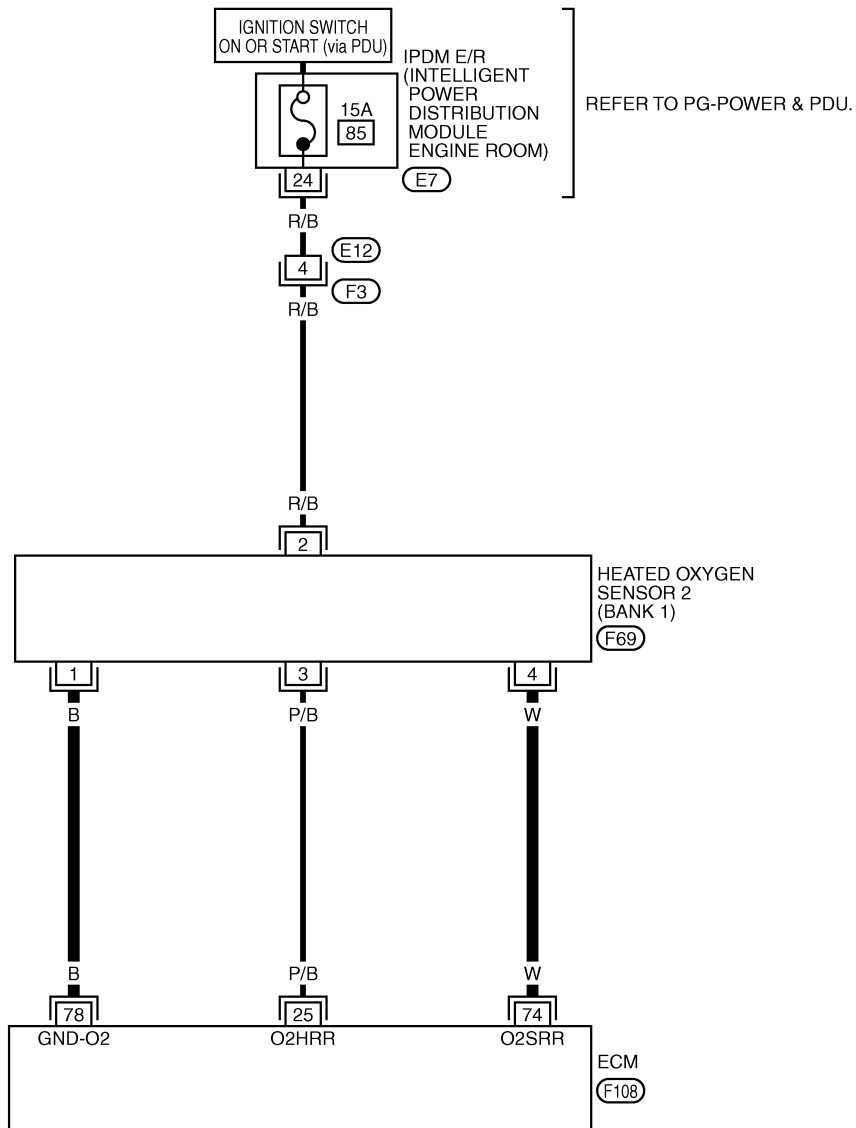 IGNITION SWITCH
ON OR START (via PDU)
IPDM E/R
(INTELLIGENT
POWER
DISTRIBUTION
MODULE
ENGINE ROOM)
REFER TO PG-POWER & PDU.
15A
85
24
E7
R/B
E12
4
F3
R/B
R/B
2
HEATED OXYGEN
SENSOR 2
(BANK 1)
F69
1
3
4
B
P/B
W
B
P/B
W
78
25
74
GND-O2
O2HRR
O2SRR
ECM
F108